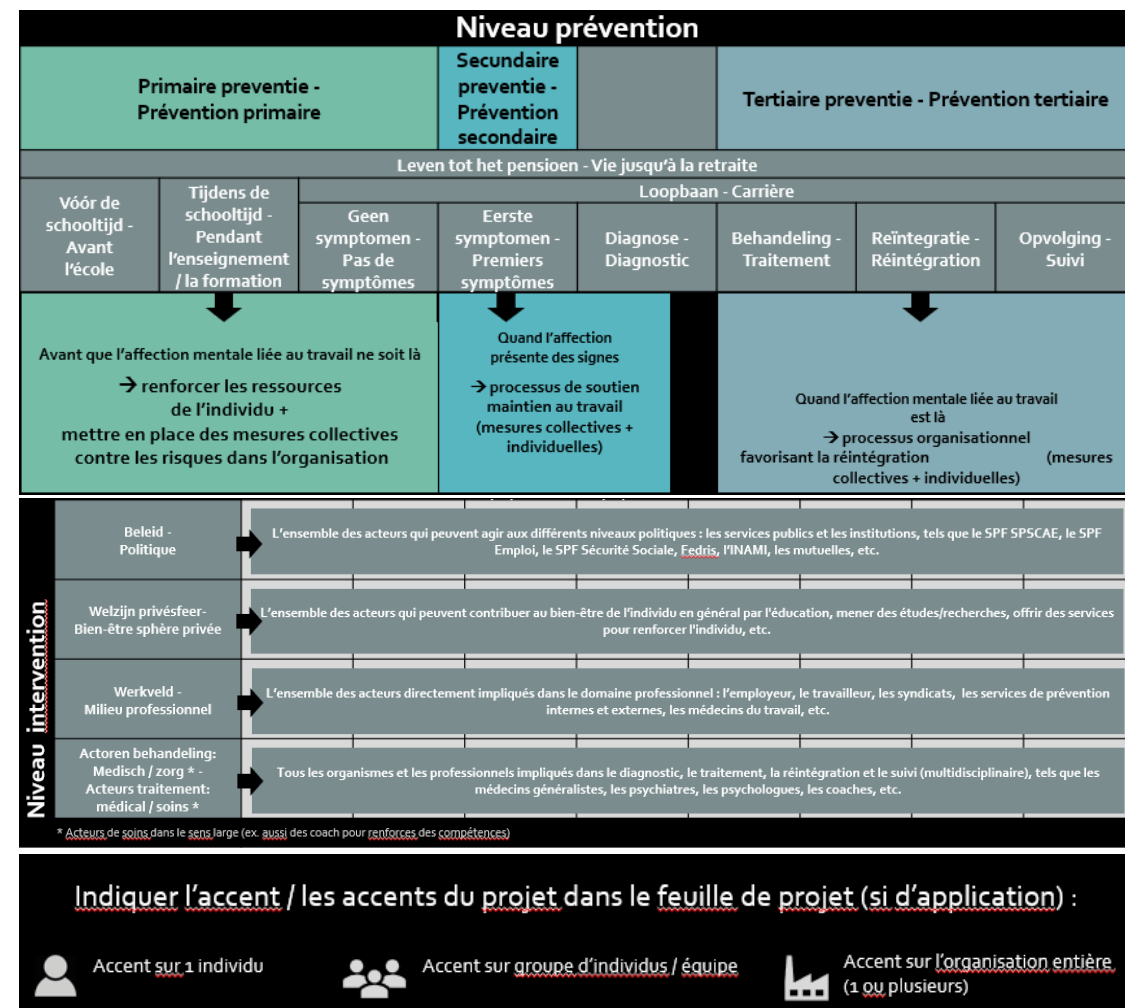 Niveau prévention
Primaire preventie -
Prévention primaire
Secundaire
preventie -
Prévention
secondaire
Tertiaire preventie - Prévention tertiaire
Leven tot het pensioen - Vie jusqu'à la retraite
Vóór de
schooltijd -
Avant
l'école
Tijdens de
schooltijd -
Pendant
l'enseignement
/ la formation
Loopbaan - Carrière
Geen
symptomen -
Pas de
symptômes
Eerste
symptomen -
Premiers
symptômes
Diagnose -
Diagnostic
Behandeling -
Traitement
Reïntegratie -
Réintégration
Opvolging -
Suivi
Avant que l'affection mentale liée au travail ne soit là
→ renforcer les ressources
de l'individu +
mettre en place des mesures collectives
contre les risques dans l'organisation
Quand l'affection
présente des signes
→ processus de soutien
maintien au travail
(mesures collectives +
individuelles)
Quand l'affection mentale liée au travail
est là
→ processus organisationnel
favorisant la réintégration (mesures
collectives + individuelles)
Niveau intervention
Beleid -
Politique
L'ensemble des acteurs qui peuvent agir aux différents niveaux politiques : les services publics et les institutions, tels que le SPF SPSCAE, le SPF
Emploi, le SPF Sécurité Sociale, Fedris, l'INAMI, les mutuelles, etc.
Welzijn privésfeer-
Bien-être sphère privée
L'ensemble des acteurs qui peuvent contribuer au bien-être de l'individu en général par l'éducation, mener des études/recherches, offrir des services
pour renforcer l'individu, etc.
Werkveld -
Milieu professionnel
L'ensemble des acteurs directement impliqués dans le domaine professionnel : l'employeur, le travailleur, les syndicats, les services de prévention
internes et externes, les médecins du travail, etc.
Actoren behandeling:
Medisch / zorg * -
Acteurs traitement:
médical / soins *
Tous les organismes et les professionnels impliqués dans le diagnostic, le traitement, la réintégration et le suivi (multidisciplinaire), tels que les
médecins généralistes, les psychiatres, les psychologues, les coaches, etc.
* Acteurs de soins dans le sens large (ex. aussi des coach pour renforces des compétences)
Indiquer l'accent / les accents du projet dans le feuille de projet (si d'application) :
Accent sur 1 individu
Accent sur groupe d'individus / équipe
Accent sur l'organisation entière
(1 ou plusieurs)